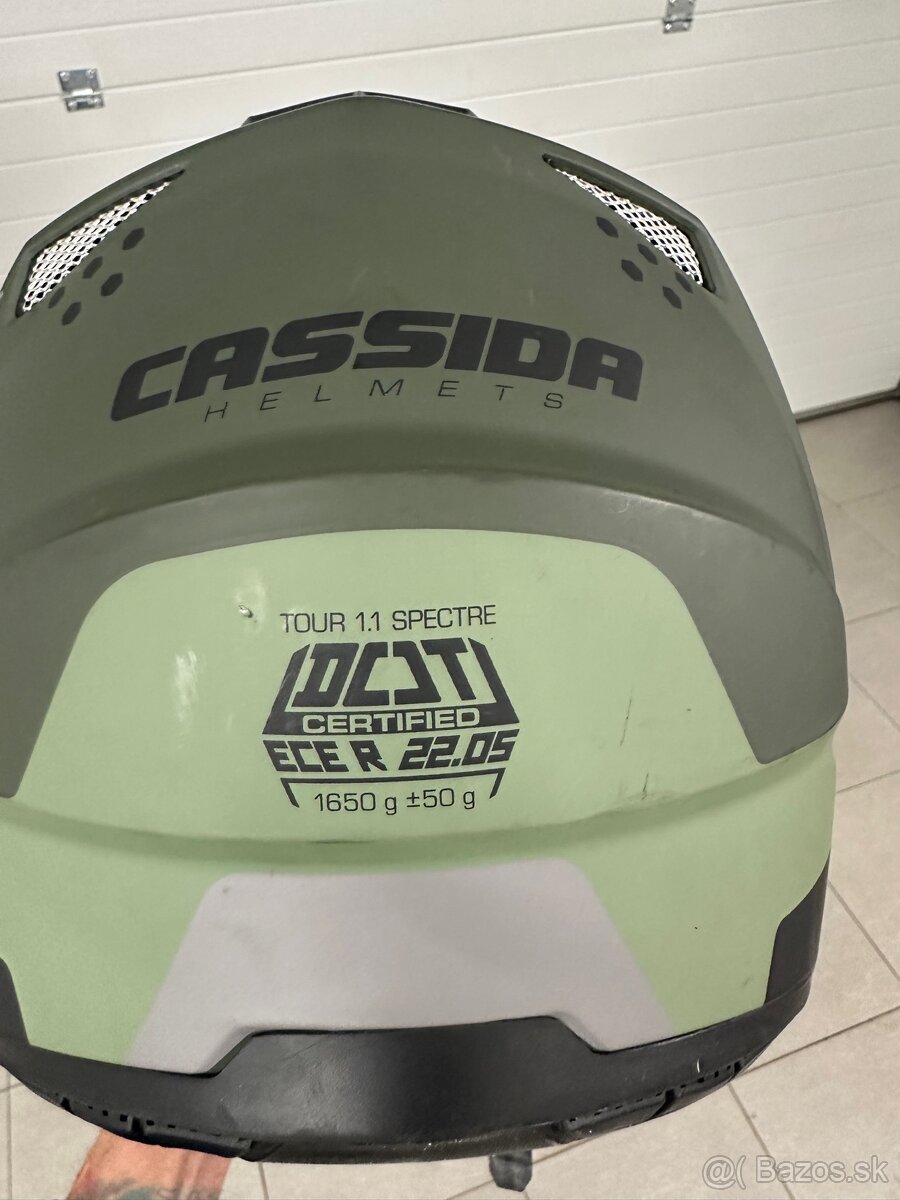 CASSIDA
HELMETS
TOUR 1.1 SPECTRE
DOT
CERTIFIED
ECE R 22.05
1650 g ±50 g
@( Bazos.sk